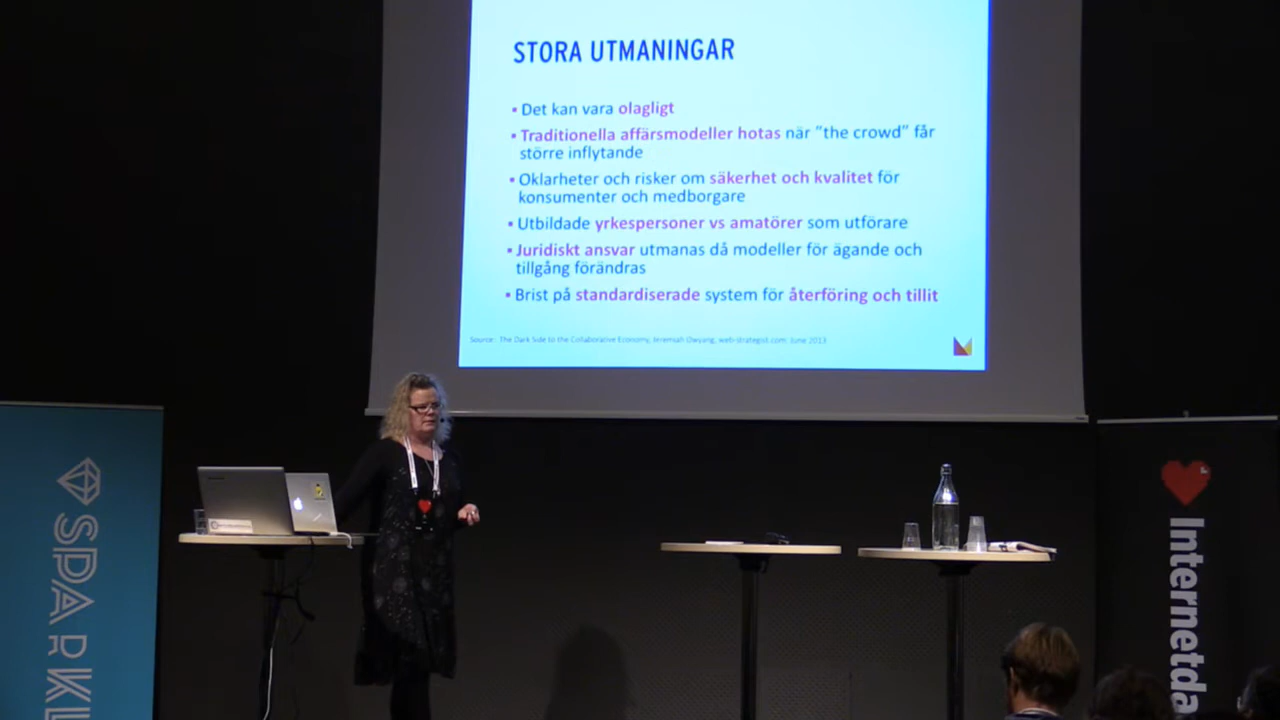 STORA UTMANINGAR
▪ Det kan vara olagligt
▪ Traditionella affärsmodeller hotas när ”the crowd” får
större inflytande
▪ Oklarheter och risker om säkerhet och kvalitet för
konsumenter och medborgare
▪ Utbildade yrkespersoner vs amatörer som utförare
▪ Juridiskt ansvar utmanas då modeller för ägande och
tillgång förändras
▪ Brist på standardiserade system för återföring och tillit
Source: The Dark Side to the Collaborative Economy, Jeremiah Owyang, web-strategist.com. June 2013
SPARKL
Internetda